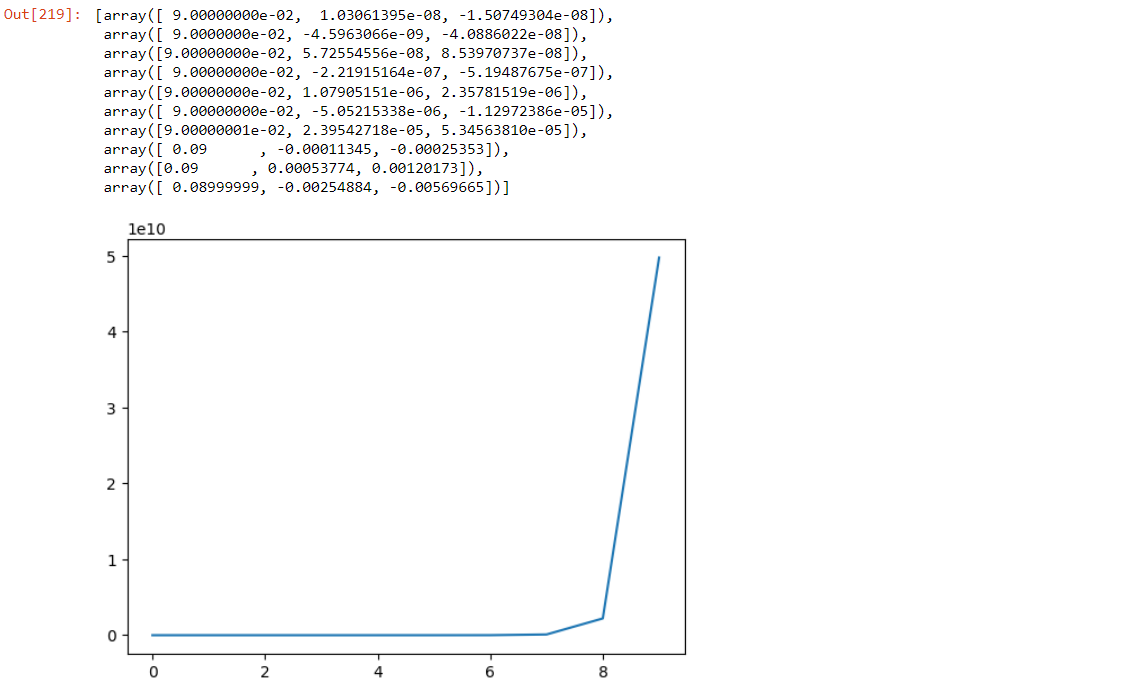 Out[219]: [array([ 9.00000000e-02,  1.03061395e-08, -1.50749304e-08]),
array([ 9.0000000e-02, -4.5963066e-09, -4.0886022e-08]),
array([9.00000000e-02, 5.72554556e-08, 8.53970737e-08]),
array([ 9.00000000e-02, -2.21915164e-07, -5.19487675e-07]),
array([9.00000000e-02, 1.07905151e-06, 2.35781519e-06]),
array([ 9.00000000e-02, -5.05215338e-06, -1.12972386e-05]),
array([9.00000001e-02, 2.39542718e-05, 5.34563810e-05]),
array([ 0.09      , -0.00011345, -0.00025353]),
array([0.09      , 0.00053774, 0.00120173]),
array([ 0.08999999, -0.00254884, -0.00569665])]
1e10
5
4
3
2
1
0
0 2 4 6 8